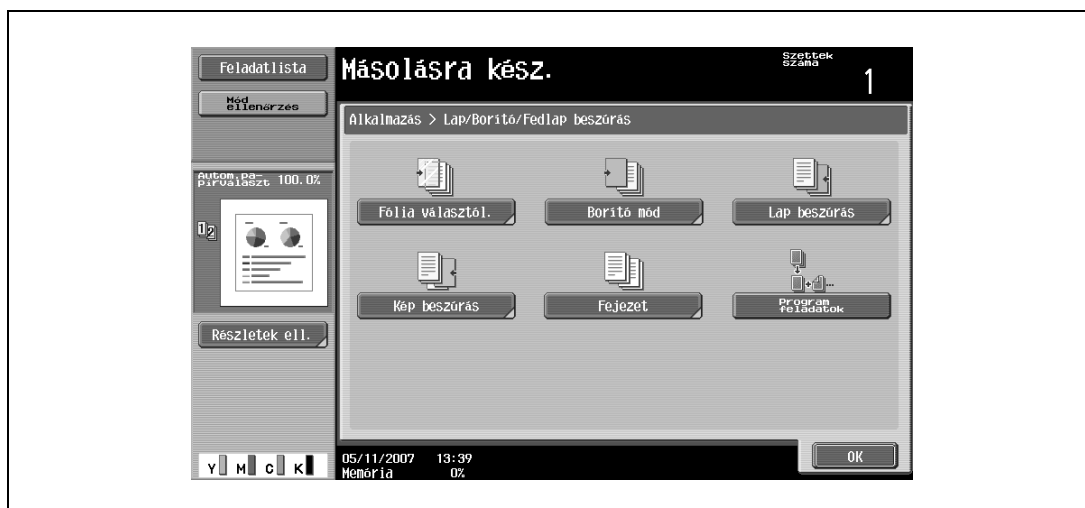 Feladatlista
Mód
ellenőrzés
Autom.pa-
pírválaszt 100.0%
12
Részletek ell.
Y M C K
Másolásra kész.
Szettek
száma
1
Alkalmazás > Lap/Borító/Fedlap beszúrás
Fólia választól.
Borító mód
Lap beszúrás
Kép beszúrás
Fejezet
Program
feladatok
05/11/2007 13:39
Memória 0%
OK